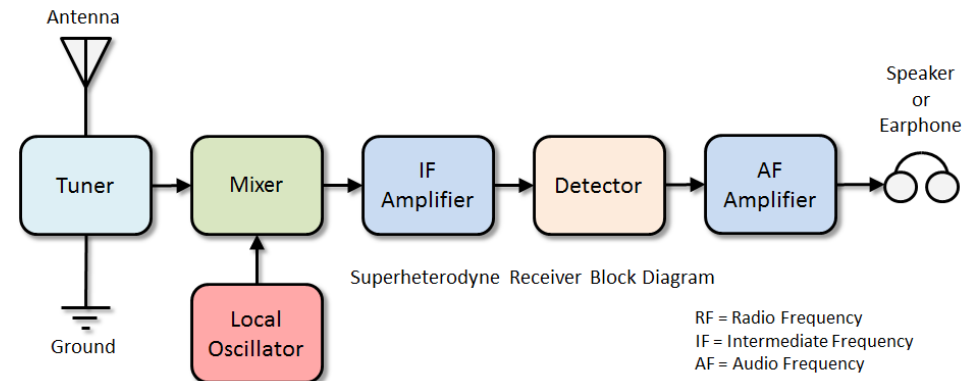 Antenna
Speaker
or
Earphone
Tuner
Mixer
IF
Amplifier
Detector
AF
Amplifier
Superheterodyne Receiver Block Diagram
Local
Oscillator
Ground
RF = Radio Frequency
IF = Intermediate Frequency
AF = Audio Frequency